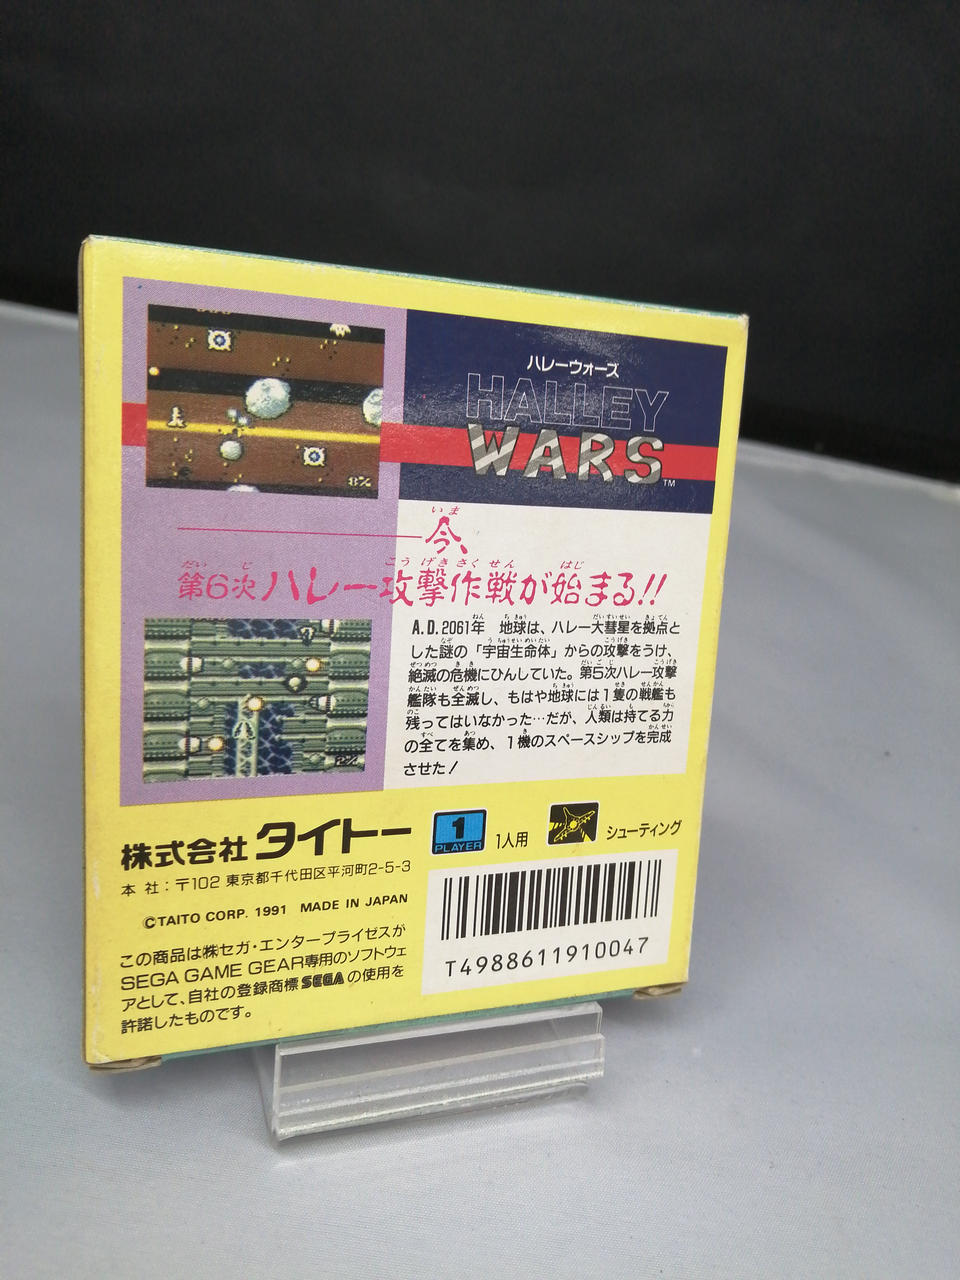 ハレーウォーズ
HALLEY
WARS™
8%
今、
第6次ハレー攻撃作戦が始まる!!
A.D.2061年 地球は、ハレー大彗星を拠点と
した謎の「宇宙生命体」からの攻撃をうけ、
絶滅の危機にひんしていた。第5次ハレー攻撃
艦隊も全滅し、もはや地球には1隻の戦艦も
残ってはいなかった…だが、人類は持てる力
の全てを集め、1機のスペースシップを完成
させた!
株式会社 タイトー
本社:〒102 東京都千代田区平河町2-5-3
©TAITO CORP. 1991 MADE IN JAPAN
この商品は㈱セガ・エンタープライゼスが
SEGA GAME GEAR専用のソフトウェ
アとして、自社の登録商標SEGAの使用を
許諾したものです。
1
PLAYER
1人用
シューティング
T4988611910047